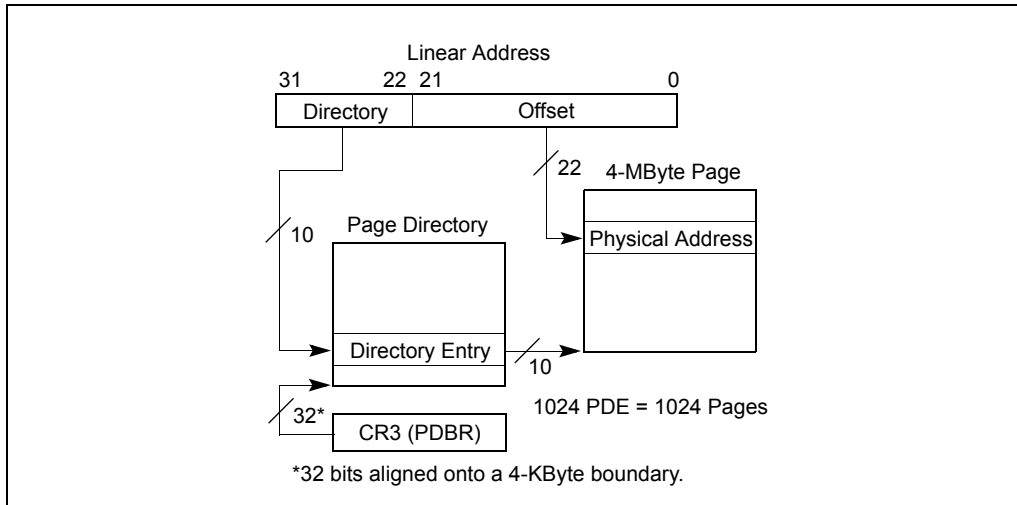 Linear Address
31 22 21 0
Directory Offset
22 4-MByte Page
10 Page Directory
Physical Address
Directory Entry
10
32* 1024 PDE = 1024 Pages
CR3 (PDBR)
*32 bits aligned onto a 4-KByte boundary.